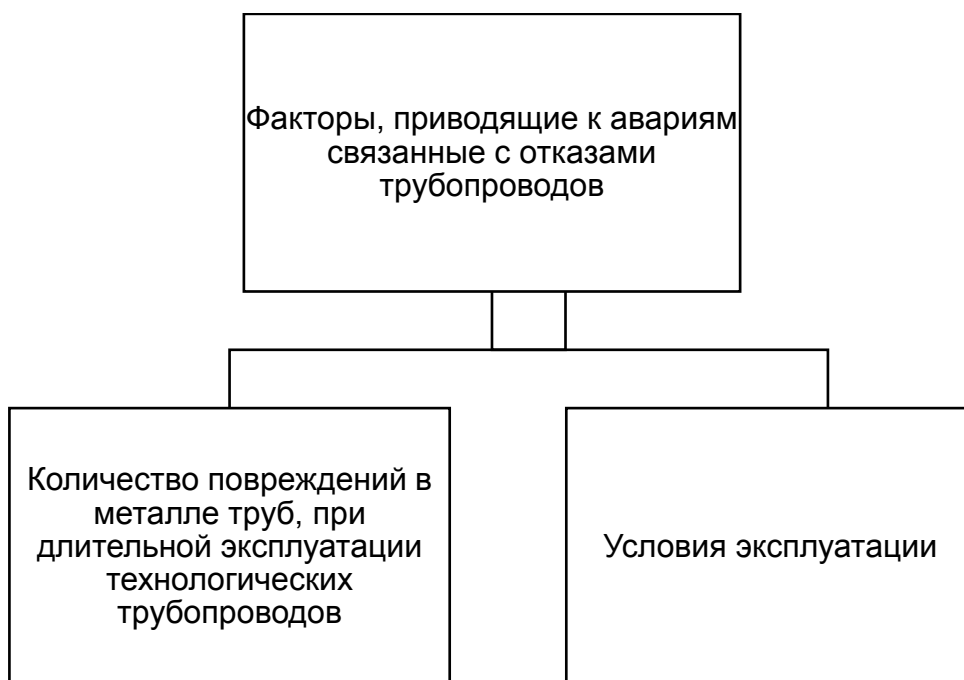 Факторы, приводящие к авариям
связанные с отказами
трубопроводов
Количество повреждений в
металле труб, при
длительной эксплуатации
технологических
трубопроводов
Условия эксплуатации